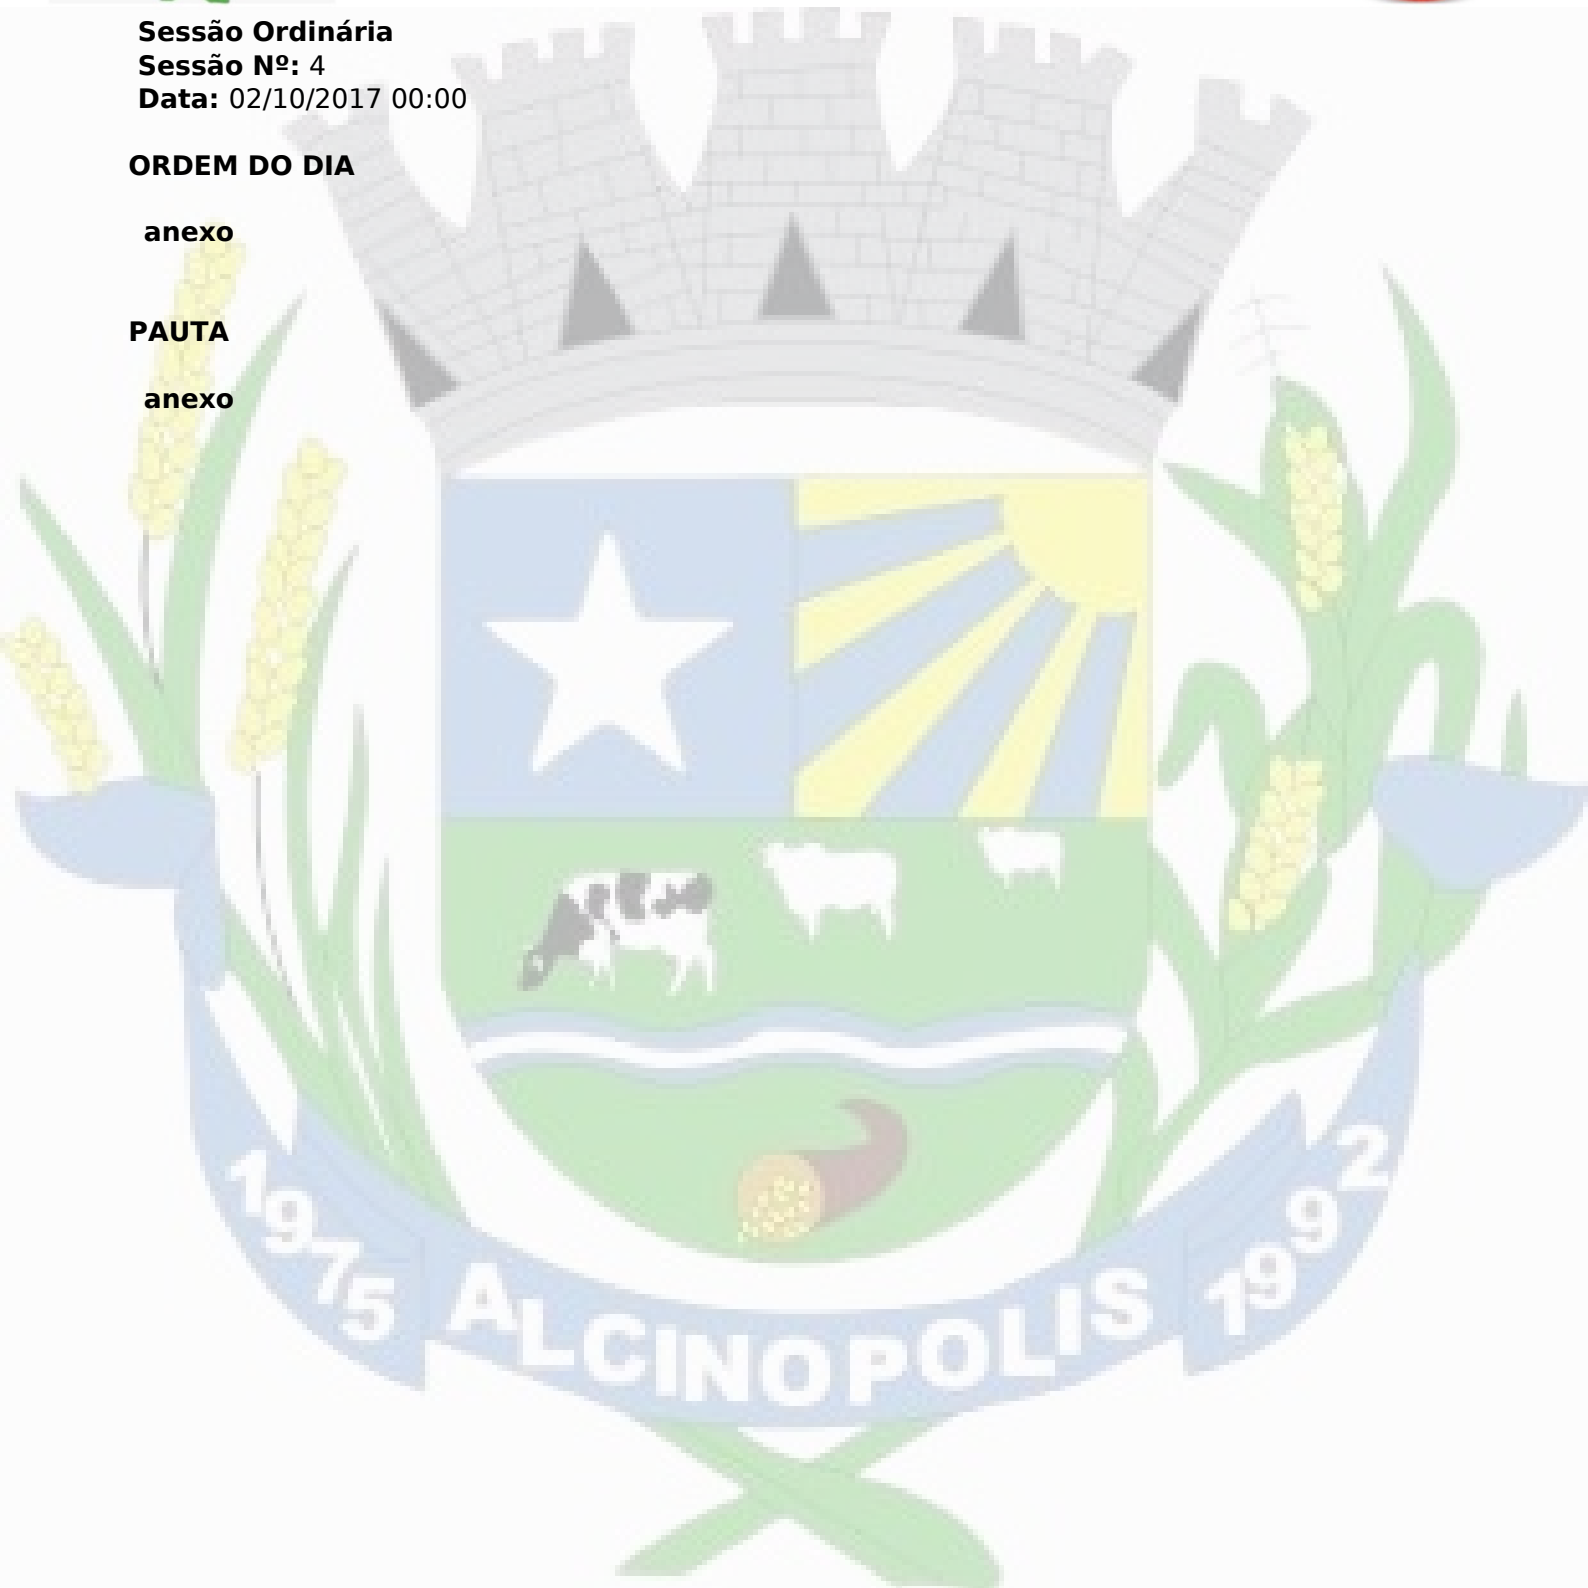 Sessão Ordinária
Sessão Nº: 4
Data: 02/10/2017 00:00
ORDEM DO DIA
anexo
PAUTA
anexo
1975 ALCINOPOLIS 1992